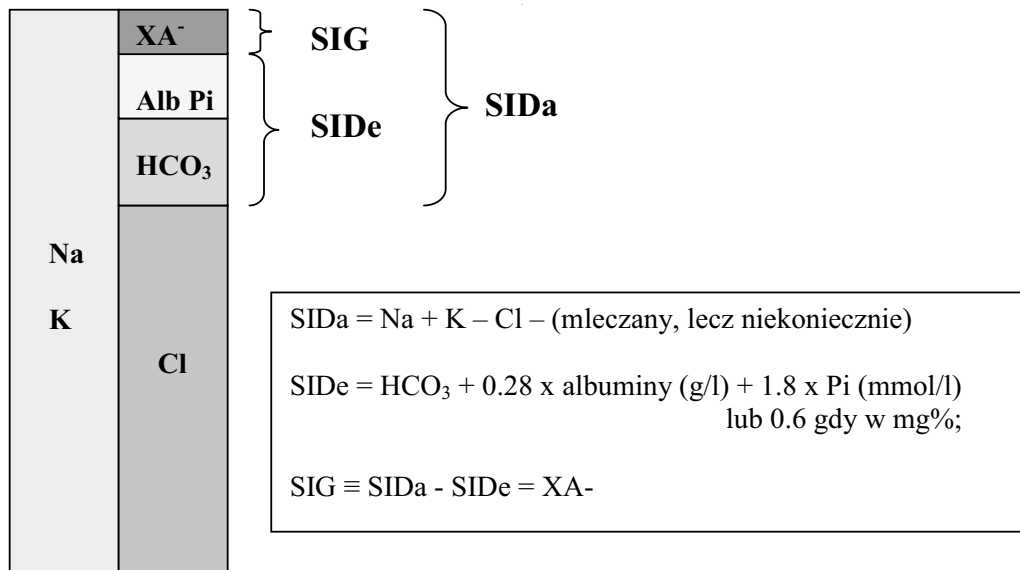 XA⁻
SIG
Alb Pi
SIDe
SIDa
HCO₃
Na
K
Cl
SIDa = Na + K – Cl – (mleczany, lecz niekoniecznie)
SIDe = HCO₃ + 0.28 x albuminy (g/l) + 1.8 x Pi (mmol/l)
lub 0.6 gdy w mg%;
SIG ≡ SIDa - SIDe = XA-